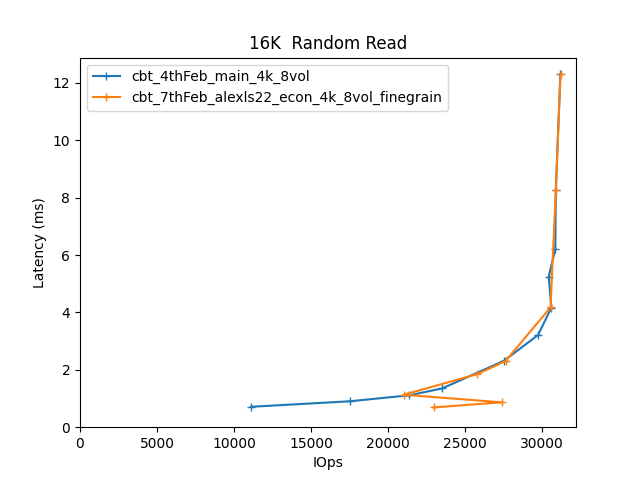 16K  Random Read
cbt_4thFeb_main_4k_8vol
cbt_7thFeb_alexls22_econ_4k_8vol_finegrain
12
10
8
6
4
2
0
Latency (ms)
0 5000 10000 15000 20000 25000 30000
IOps